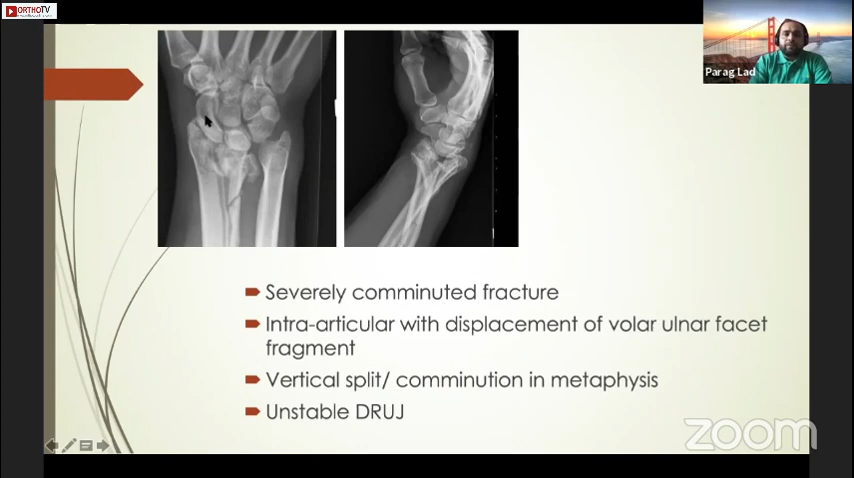 ORTHOTV
Parag Lad
Severely comminuted fracture
Intra-articular with displacement of volar ulnar facet
fragment
Vertical split/ comminution in metaphysis
Unstable DRUJ
zoom